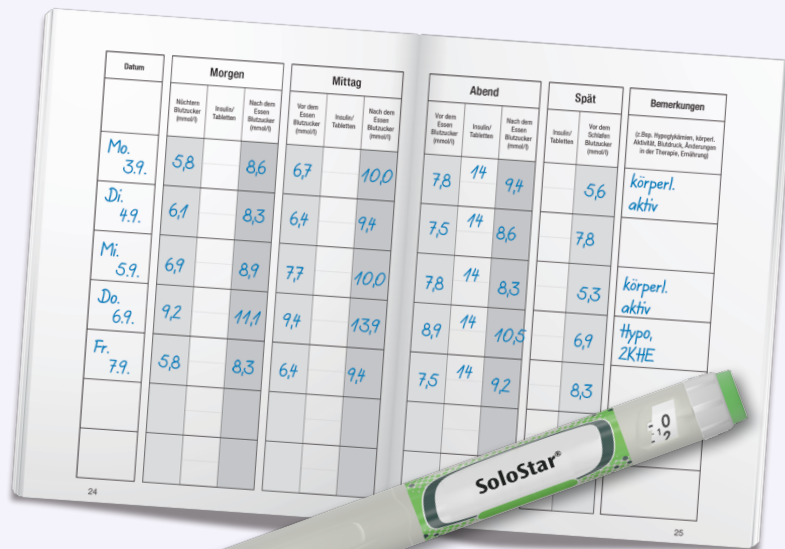 Datum
Morgen
Mittag
Nüchtern Blutzucker (mmol/l)
Insulin/ Tabletten
Nach dem Essen Blutzucker (mmol/l)
Vor dem Essen Blutzucker (mmol/l)
Insulin/ Tabletten
Nach dem Essen Blutzucker (mmol/l)
Abend
Spät
Bemerkungen
Vor dem Essen Blutzucker (mmol/l)
Insulin/ Tabletten
Nach dem Essen Blutzucker (mmol/l)
Insulin/ Tabletten
Vor dem Schlafen Blutzucker (mmol/l)
(z.Bsp. Hypoglykämien, körperl.
Aktivität, Blutdruck, Änderungen
in der Therapie, Ernährung)
Mo. 3.9. 5,8 8,6 6,7 10,0 7,8 14 9,4 5,6 körperl. aktiv
Di. 4.9. 6,1 8,3 6,4 9,4 7,5 14 8,6 7,8
Mi. 5.9. 6,9 8,9 7,7 10,0 7,8 14 8,3 5,3 körperl. aktiv
Do. 6.9. 9,2 11,1 9,4 13,9 8,9 14 10,5 6,9 Hypo, 2KHE
Fr. 7.9. 5,8 8,3 6,4 9,4 7,5 14 9,2 8,3
SoloStar®
0
24
25